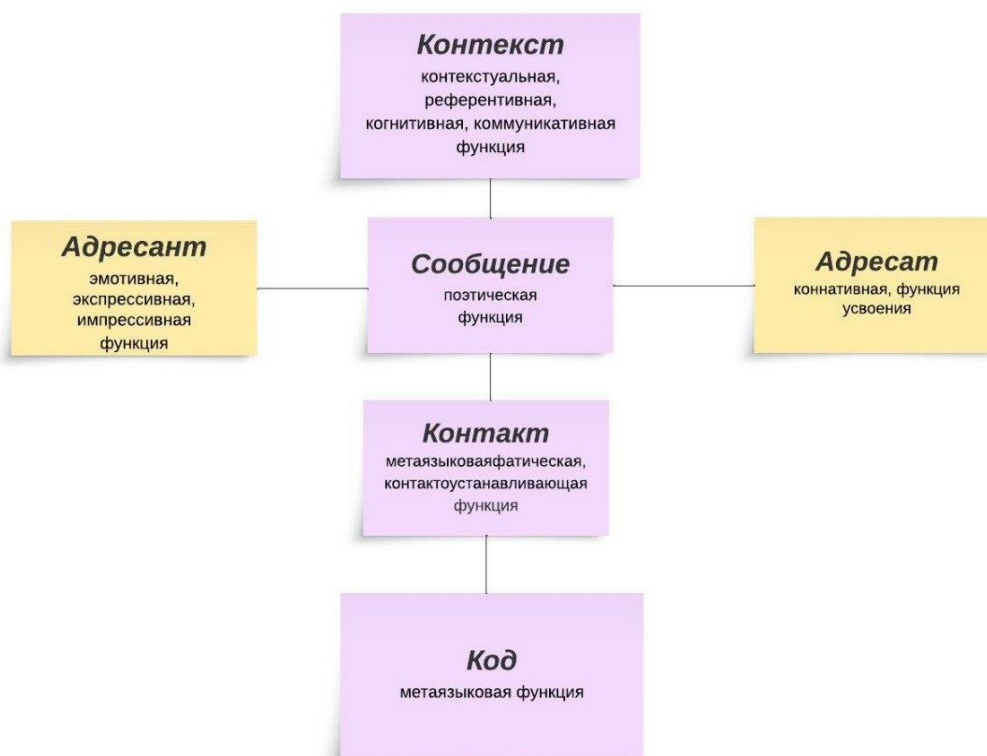 Контекст
контекстуальная,
референтивная,
когнитивная, коммуникативная
функция
Адресант
эмотивная,
экспрессивная,
импрессивная
функция
Сообщение
поэтическая
функция
Адресат
коннативная, функция
усвоения
Контакт
метаязыковаяфатическая,
контактоустанавливающая
функция
Код
метаязыковая функция